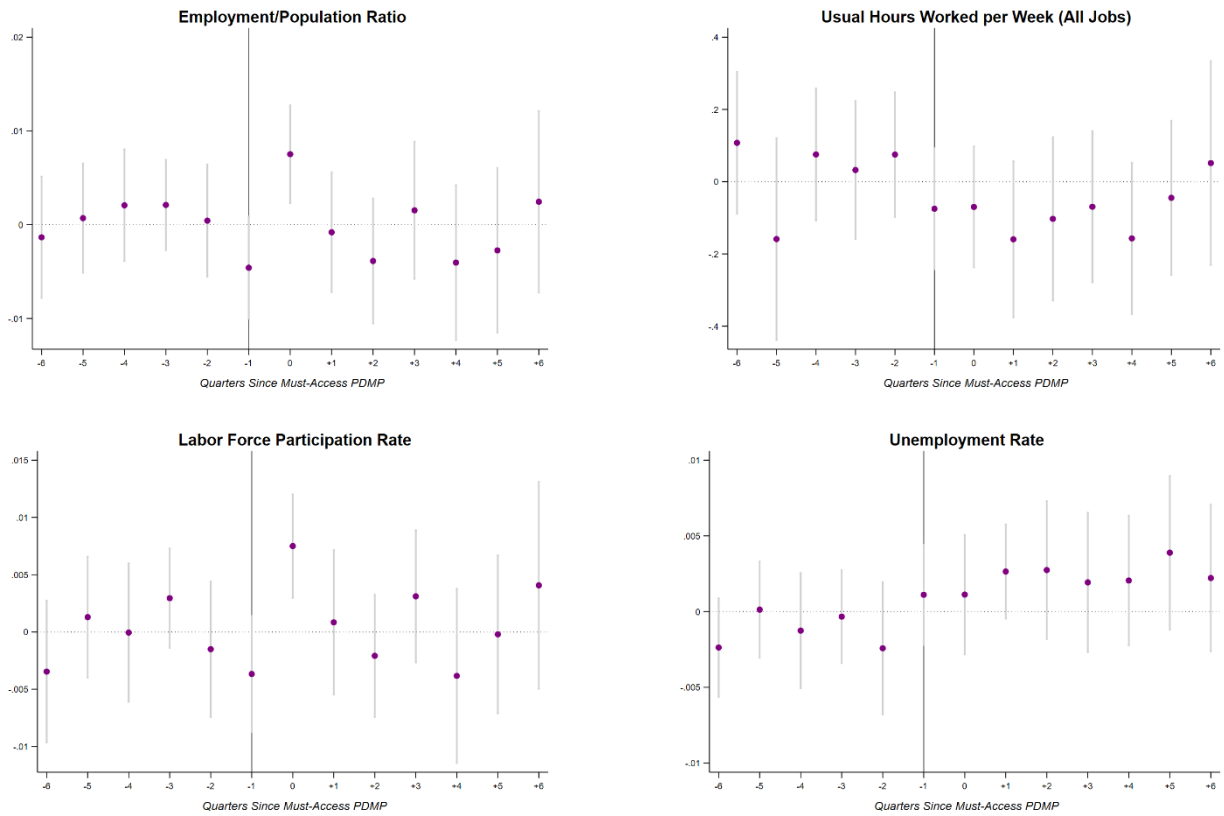 Employment/Population Ratio
.02
.01
0
-.01
-6 -5 -4 -3 -2 -1 0 +1 +2 +3 +4 +5 +6
Quarters Since Must-Access PDMP
Usual Hours Worked per Week (All Jobs)
.4
.2
0
-.2
-.4
-6 -5 -4 -3 -2 -1 0 +1 +2 +3 +4 +5 +6
Quarters Since Must-Access PDMP
Labor Force Participation Rate
.015
.01
.005
0
-.005
-.01
-6 -5 -4 -3 -2 -1 0 +1 +2 +3 +4 +5 +6
Quarters Since Must-Access PDMP
Unemployment Rate
.01
.005
0
-.005
-.01
-6 -5 -4 -3 -2 -1 0 +1 +2 +3 +4 +5 +6
Quarters Since Must-Access PDMP